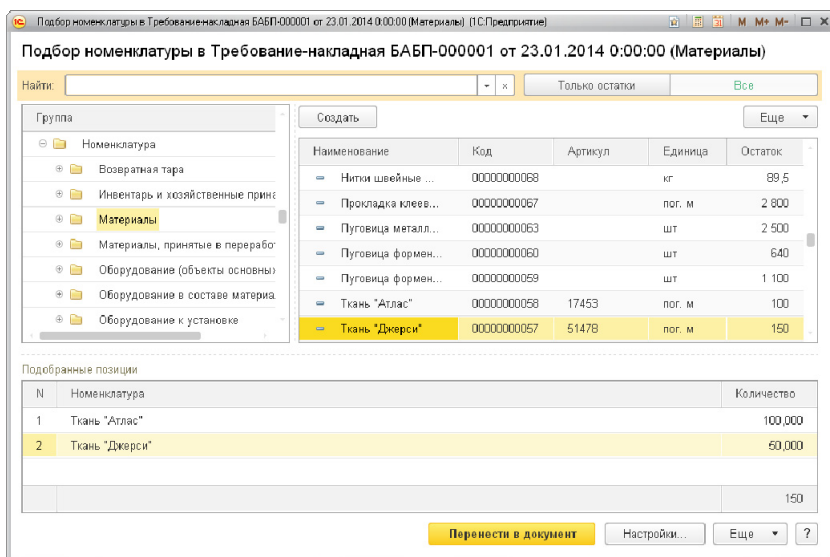 Подбор номенклатуры в Требование-накладная БАБП-000001 от 23.01.2014 0:00:00 (Материалы) (1С:Предприятие) M M+ M-
Подбор номенклатуры в Требование-накладная БАБП-000001 от 23.01.2014 0:00:00 (Материалы)
Найти: Только остатки Все
Группа Создать Еще
Номенклатура Наименование Код Артикул Единица Остаток
Возвратная тара Нитки швейные ... 00000000068 кг 89,5
Инвентарь и хозяйственные прина Прокладка клеев... 00000000067 пог. м 2 800
Материалы Пуговица металл... 00000000063 шт 2 500
Материалы, принятые в переработ Пуговица формен... 00000000060 шт 640
Оборудование (объекты основных Пуговица формен... 00000000059 шт 1 100
Оборудование в составе материа Ткань "Атлас" 00000000058 17453 пог. м 100
Оборудование к установке Ткань "Джерси" 00000000057 51478 пог. м 150
Подобранные позиции
N Номенклатура Количество
1 Ткань "Атлас" 100,000
2 Ткань "Джерси" 50,000
150
Перенести в документ Настройки... Еще ?